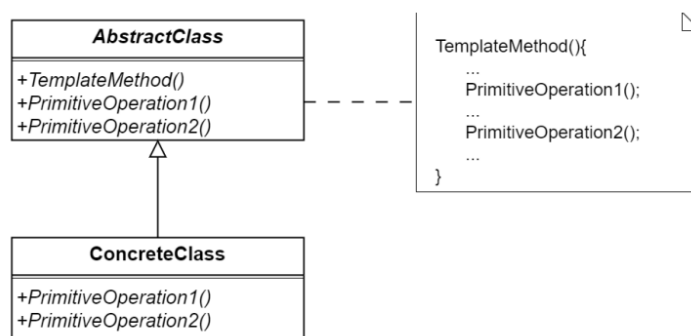 AbstractClass
+TemplateMethod()
+PrimitiveOperation1()
+PrimitiveOperation2()
TemplateMethod(){
...
PrimitiveOperation1();
...
PrimitiveOperation2();
...
}
ConcreteClass
+PrimitiveOperation1()
+PrimitiveOperation2()